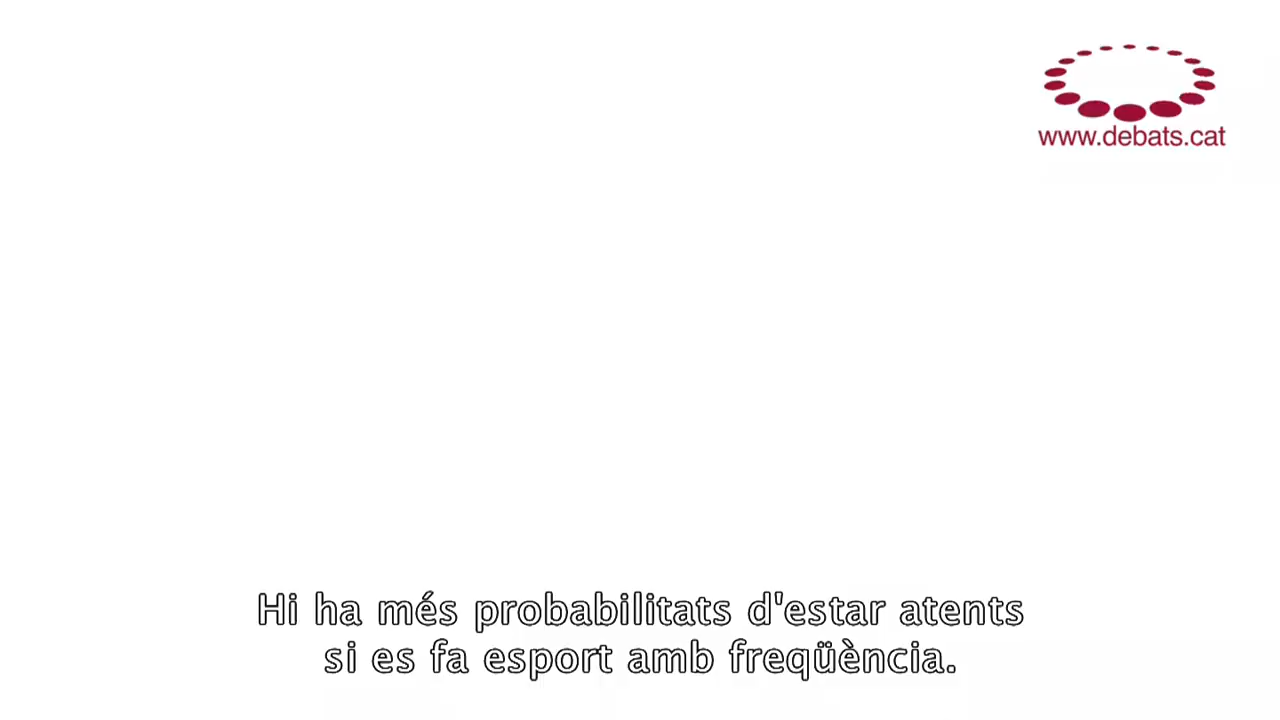 www.debats.cat
Hi ha més probabilitats d'estar atents
si es fa esport amb freqüència.